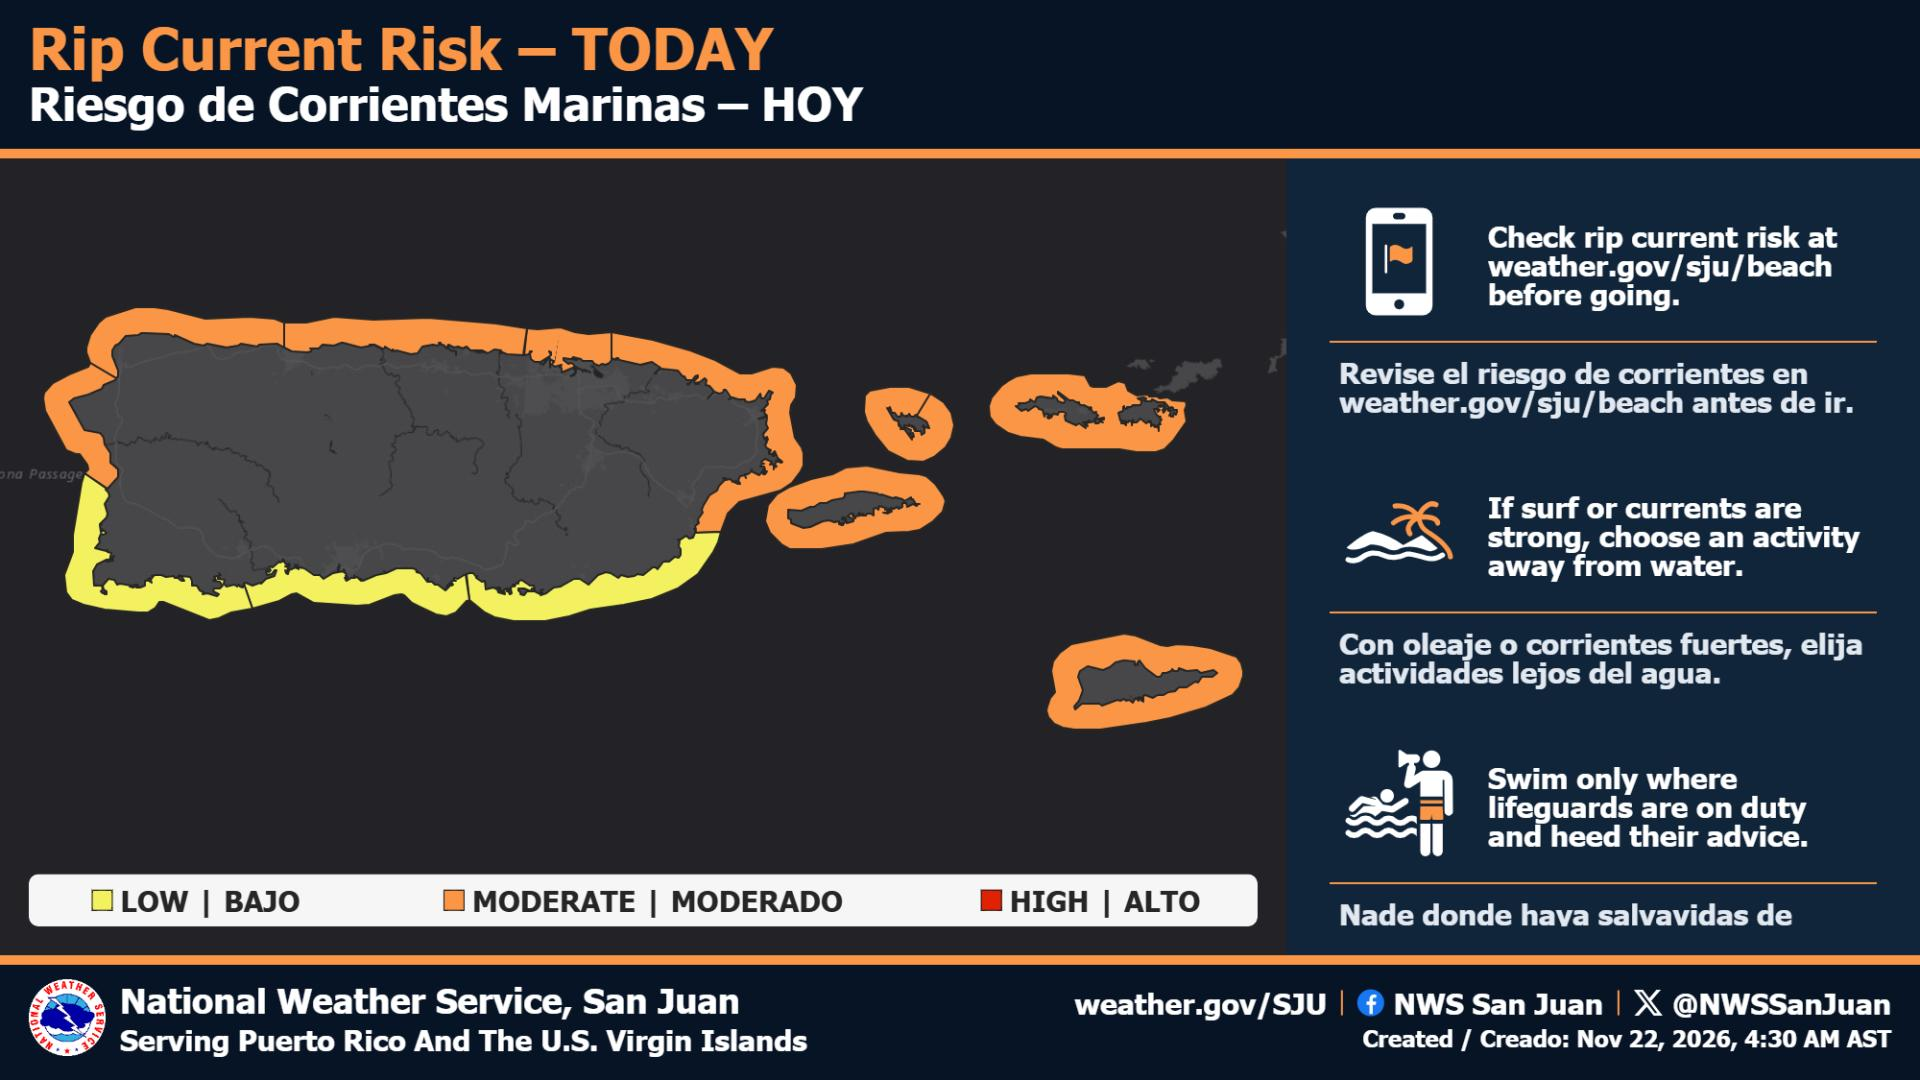 Rip Current Risk – TODAY
Riesgo de Corrientes Marinas – HOY
Check rip current risk at
weather.gov/sju/beach
before going.
Revise el riesgo de corrientes en
weather.gov/sju/beach antes de ir.
If surf or currents are
strong, choose an activity
away from water.
Con oleaje o corrientes fuertes, elija
actividades lejos del agua.
Swim only where
lifeguards are on duty
and heed their advice.
Nade donde haya salvavidas de
ona Passage
LOW | BAJO
MODERATE | MODERADO
HIGH | ALTO
NATIONAL WEATHER SERVICE
National Weather Service, San Juan
Serving Puerto Rico And The U.S. Virgin Islands
weather.gov/SJU | NWS San Juan | @NWSSanJuan
Created / Creado: Nov 22, 2026, 4:30 AM AST